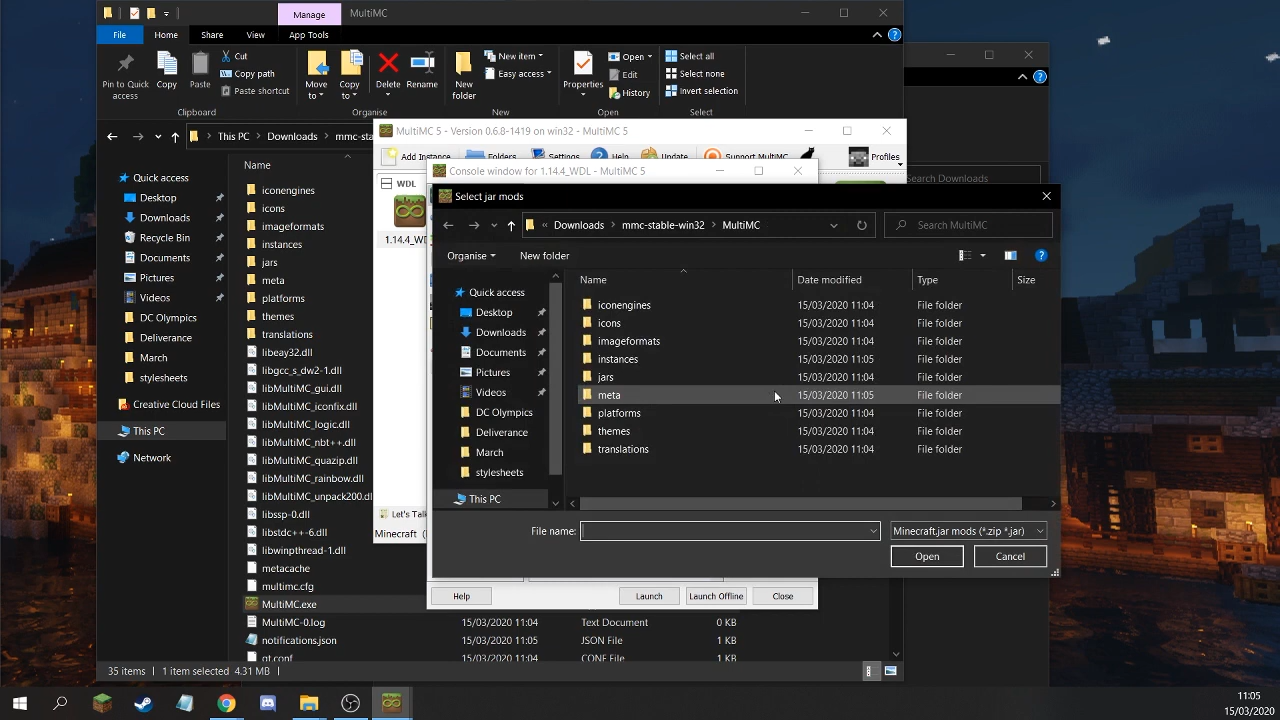 Manage
MultiMC
File
Home
Share
View
App Tools
Pin to Quick access
Copy
Paste
Cut
Copy path
Paste shortcut
Clipboard
Move to
Copy to
Delete
Rename
Organise
New folder
New item
Easy access
New
Properties
Open
Edit
History
Open
Select all
Select none
Invert selection
Select
This PC
Downloads
mmc-sta
Search Downloads
Quick access
Desktop
Downloads
Recycle Bin
Documents
Pictures
Videos
DC Olympics
Deliverance
March
stylesheets
Creative Cloud Files
This PC
Network
Name
iconengines
icons
imageformats
instances
jars
meta
platforms
themes
translations
libeay32.dll
libgcc_s_dw2-1.dll
libMultiMC_gui.dll
libMultiMC_iconfix.dll
libMultiMC_logic.dll
libMultiMC_nbt++.dll
libMultiMC_quazip.dll
libMultiMC_rainbow.dll
libMultiMC_unpack200.dll
libssp-0.dll
libstdc++-6.dll
libwinpthread-1.dll
metacache
multimc.cfg
MultiMC.exe
MultiMC-0.log 15/03/2020 11:04 Text Document 0 KB
notifications.json 15/03/2020 11:05 JSON File 1 KB
qt.conf 15/03/2020 11:04 CONF File 1 KB
35 items
1 item selected 4.31 MB
MultiMC 5 - Version 0.6.8-1419 on win32 - MultiMC 5
Add Instance
Folders
Settings
Help
Update
Support MultiMC
Profiles
WDL
1.14.4_WD
Let's Talk
Minecraft
Console window for 1.14.4_WDL - MultiMC 5
Help
Launch
Launch Offline
Close
Select jar mods
« Downloads
mmc-stable-win32
MultiMC
Search MultiMC
Organise
New folder
Quick access
Desktop
Downloads
Documents
Pictures
Videos
DC Olympics
Deliverance
March
stylesheets
This PC
Name Date modified Type Size
iconengines 15/03/2020 11:04 File folder
icons 15/03/2020 11:04 File folder
imageformats 15/03/2020 11:04 File folder
instances 15/03/2020 11:05 File folder
jars 15/03/2020 11:04 File folder
meta 15/03/2020 11:05 File folder
platforms 15/03/2020 11:04 File folder
themes 15/03/2020 11:04 File folder
translations 15/03/2020 11:04 File folder
File name:
Minecraft.jar mods (*.zip *.jar)
Open
Cancel
11:05
15/03/2020